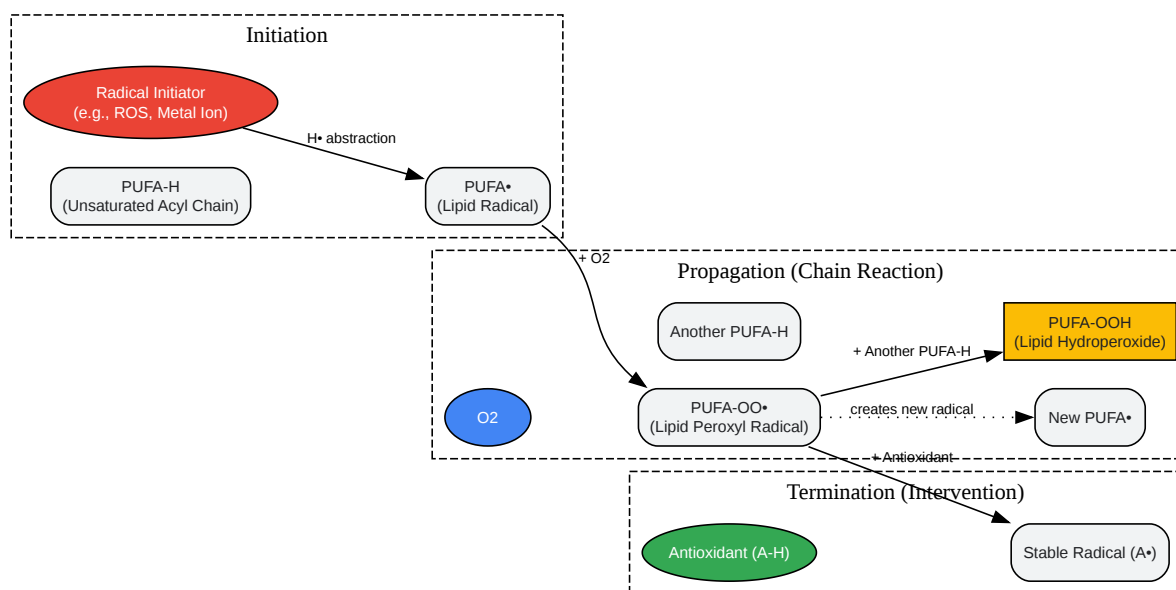 Initiation
Radical Initiator
(e.g., ROS, Metal Ion)
H• abstraction
PUFA-H
(Unsaturated Acyl Chain)
PUFA•
(Lipid Radical)
+ O2
Propagation (Chain Reaction)
Another PUFA-H
PUFA-OOH
(Lipid Hydroperoxide)
+ Another PUFA-H
O2
PUFA-OO•
(Lipid Peroxyl Radical)
creates new radical
New PUFA•
+ Antioxidant
Termination (Intervention)
Antioxidant (A-H)
Stable Radical (A•)